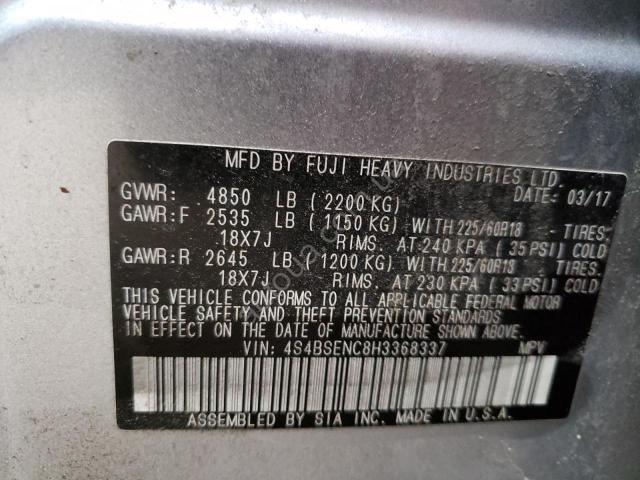 MFD BY FUJI HEAVY INDUSTRIES LTD.
DATE: 03/17
GVWR: 4850 LB (2200 KG)
GAWR:F 2535 LB (1150 KG) WITH 225/60R18 - TIRES
18X7J RIMS. AT 240 KPA (35 PSI) COLD
GAWR:R 2645 LB (1200 KG) WITH 225/60R18 - TIRES.
18X7J RIMS. AT 230 KPA (33 PSI) COLD
THIS VEHICLE CONFORMS TO ALL APPLICABLE FEDERAL MOTOR
VEHICLE SAFETY AND THEFT PREVENTION STANDARDS
IN EFFECT ON THE DATE OF MANUFACTURE SHOWN ABOVE.
VIN: 4S4BSENC8H3368337 MPV
ASSEMBLED BY SIA INC. MADE IN U.S.A.